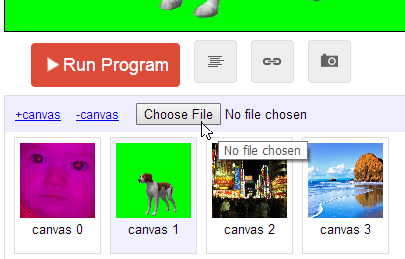 Run Program
+canvas -canvas Choose File No file chosen
No file chosen
canvas 0 canvas 1 canvas 2 canvas 3